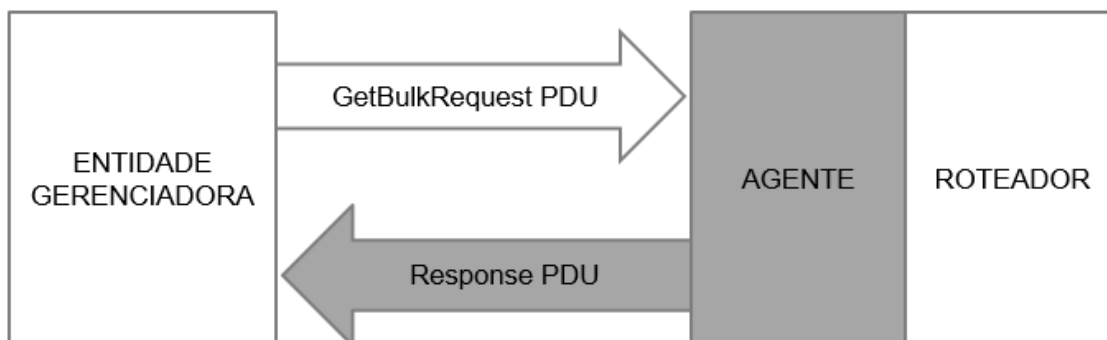 GetBulkRequest PDU
ENTIDADE
GERENCIADORA
AGENTE
ROTEADOR
Response PDU